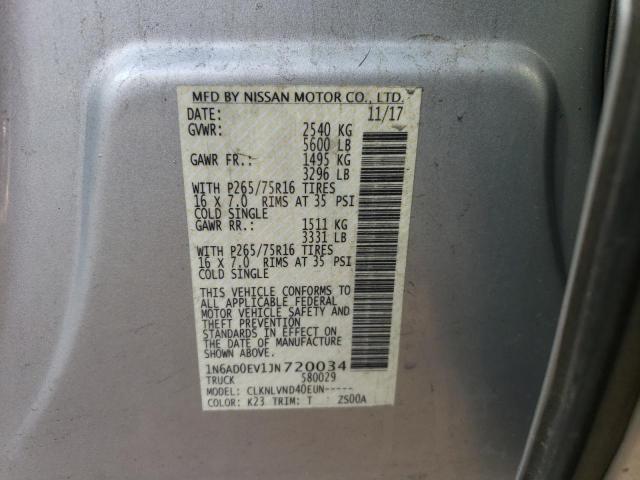 MFD BY NISSAN MOTOR CO., LTD.
DATE: 11/17
GVWR: 2540 KG
5600 LB
GAWR FR.: 1495 KG
3296 LB
WITH P265/75R16 TIRES
16 X 7.0 RIMS AT 35 PSI
COLD SINGLE
GAWR RR.: 1511 KG
3331 LB
WITH P265/75R16 TIRES
16 X 7.0 RIMS AT 35 PSI
COLD SINGLE
THIS VEHICLE CONFORMS TO
ALL APPLICABLE FEDERAL
MOTOR VEHICLE SAFETY
AND THEFT PREVENTION
STANDARDS IN EFFECT ON
THE DATE OF MANUFACTURE
SHOWN ABOVE.
1N6AD0EV1JN720034
TRUCK 580029
MODEL: CLKNLVND40EUN-----
COLOR: K23 TRIM: T ZS00A